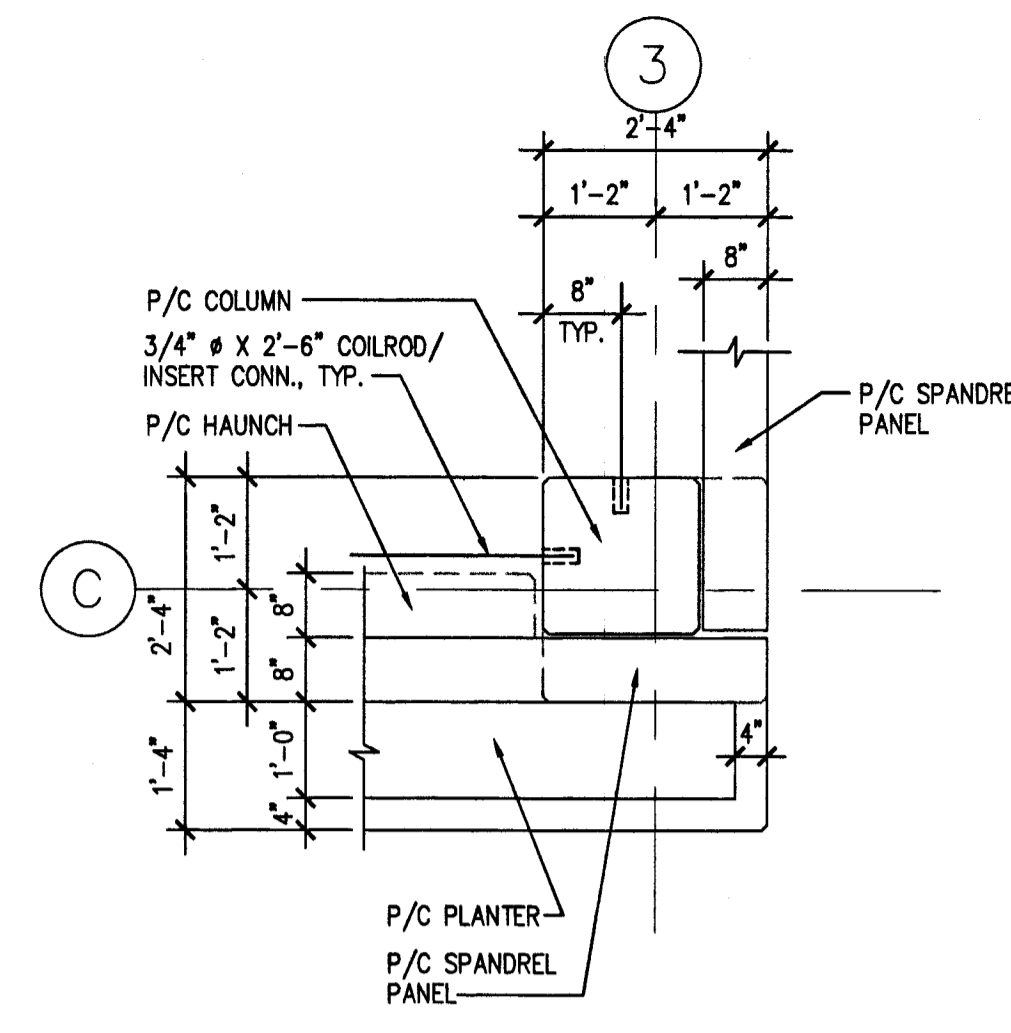 3
2'-4"
1'-2" 1'-2"
8"
8"
TYP.
P/C COLUMN
3/4" ø X 2'-6" COILROD/
INSERT CONN., TYP.
P/C HAUNCH
P/C SPANDRE
PANEL
C
1'-2"
2'-4"
1'-2"
8"
8"
1'-4"
1'-0"
4"
4"
P/C PLANTER
P/C SPANDREL
PANEL